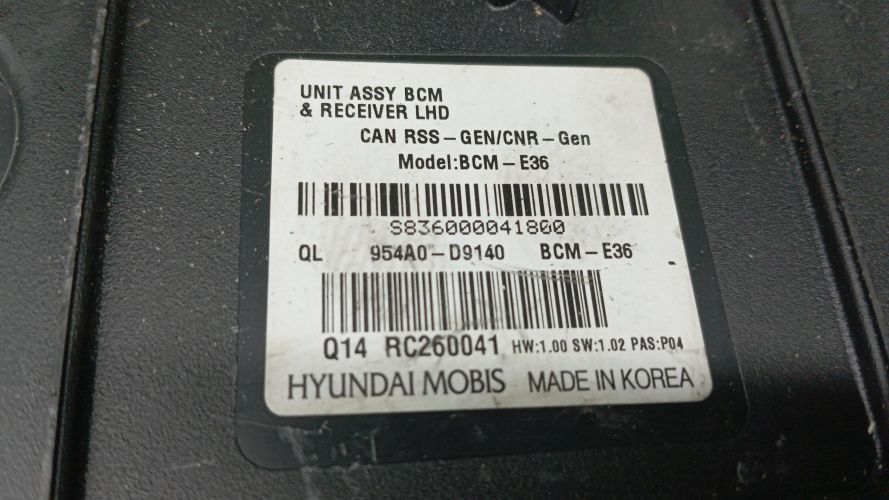 UNIT ASSY BCM
& RECEIVER LHD
CAN RSS-GEN/CNR-Gen
Model:BCM-E36
S836000041800
QL 954A0-D9140 BCM-E36
Q14 RC260041 HW:1.00 SW:1.02 PAS:P04
HYUNDAI MOBIS MADE IN KOREA